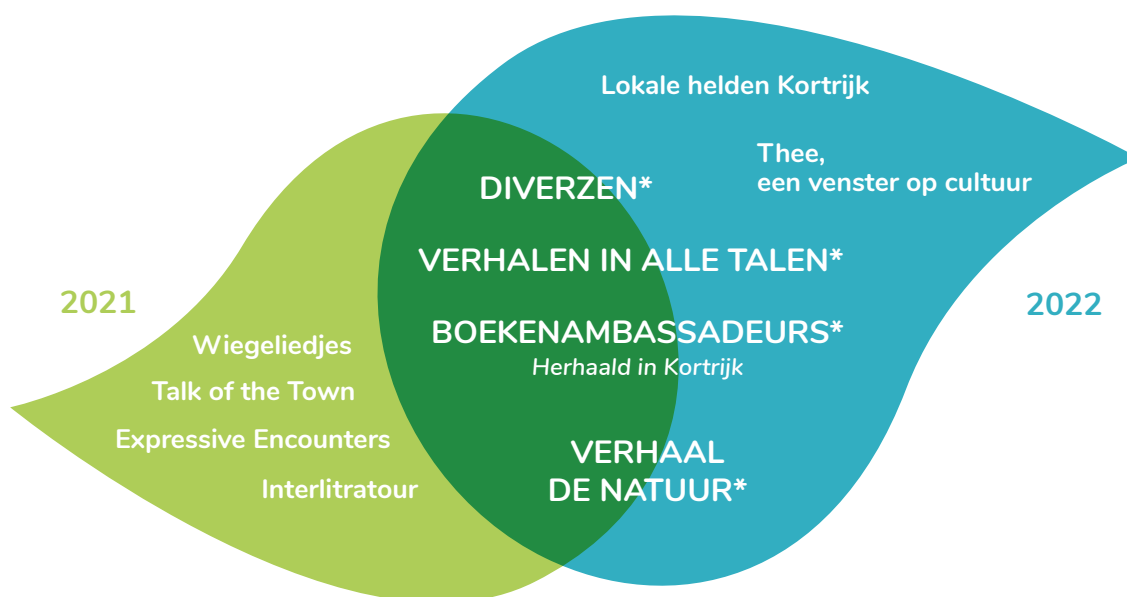 Lokale helden Kortrijk
Thee,
een venster op cultuur
DIVERZEN*
VERHALEN IN ALLE TALEN*
2021
2022
BOEKENAMBASSADEURS*
Herhaald in Kortrijk
Wiegeliedjes
Talk of the Town
Expressive Encounters
Interlitratour
VERHAAL
DE NATUUR*